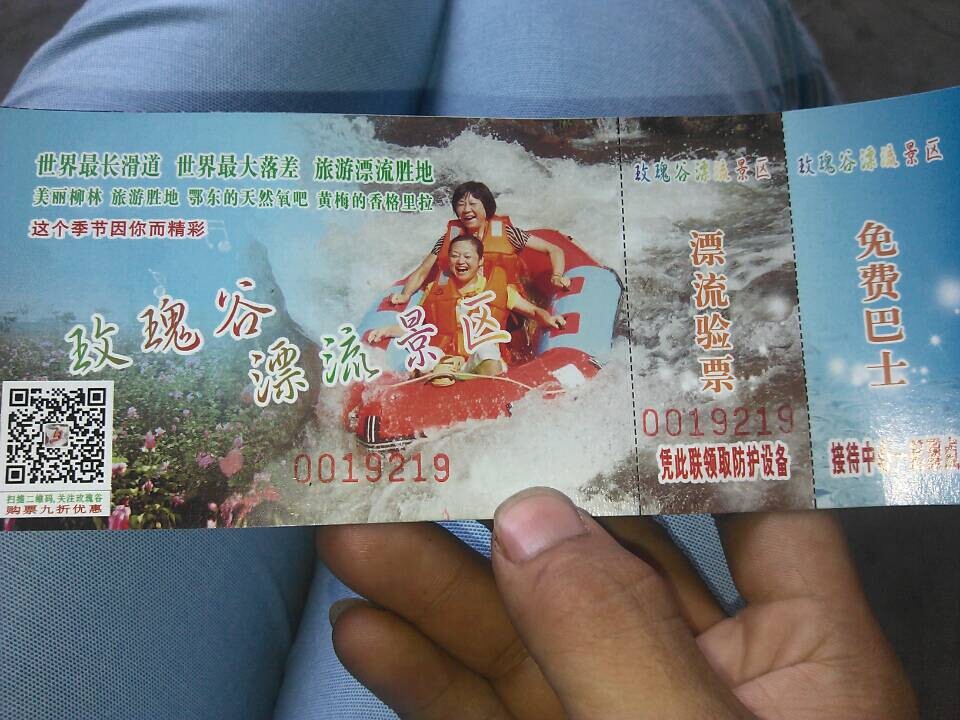 世界最长滑道 世界最大落差 旅游漂流胜地
美丽柳林 旅游胜地 鄂东的天然氧吧 黄梅的香格里拉
这个季节因你而精彩
玫瑰谷
漂流景区
0019219
扫描二维码,关注玫瑰谷
购票九折优惠
玫瑰谷漂流景区
漂流验票
0019219
凭此联领取防护设备
玫瑰谷漂流景区
免费巴士
接待中